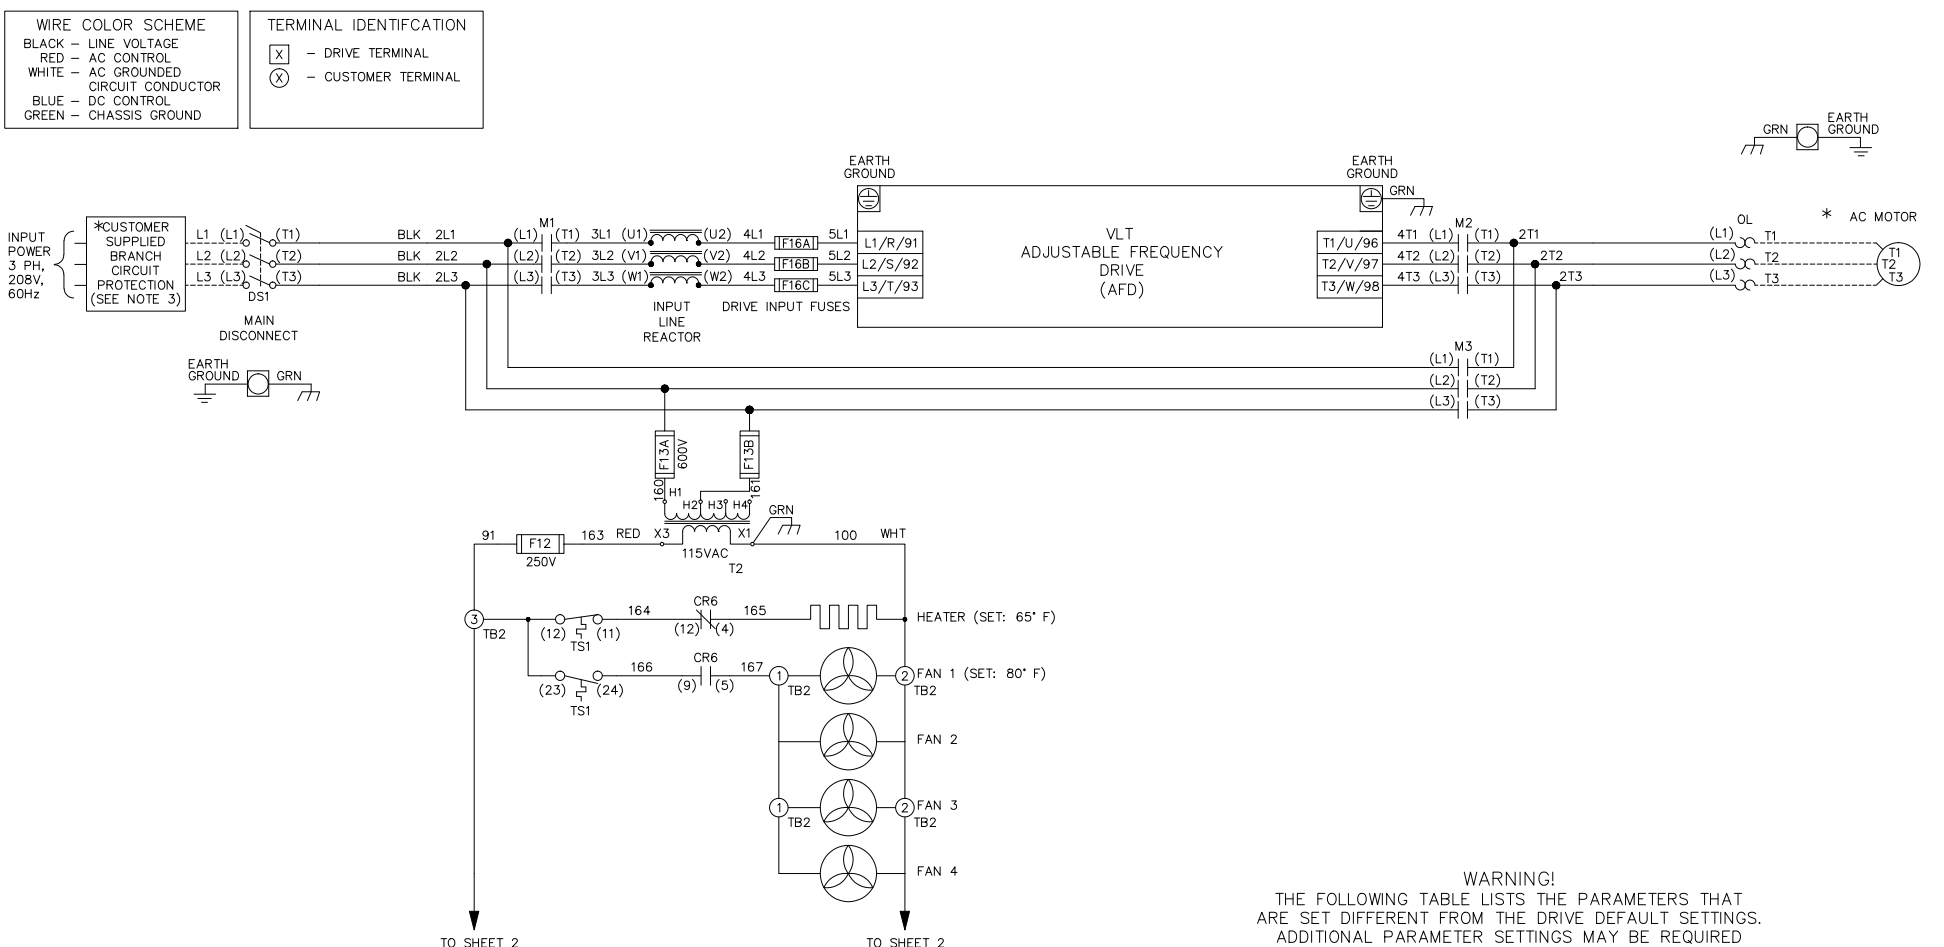 WIRE COLOR SCHEME
BLACK – LINE VOLTAGE
RED – AC CONTROL
WHITE – AC GROUNDED
CIRCUIT CONDUCTOR
BLUE – DC CONTROL
GREEN – CHASSIS GROUND
TERMINAL IDENTIFCATION
X – DRIVE TERMINAL
X – CUSTOMER TERMINAL
GRN
EARTH
GROUND
INPUT
POWER
3 PH,
208V,
60Hz
*CUSTOMER
SUPPLIED
BRANCH
CIRCUIT
PROTECTION
(SEE NOTE 3)
L1 (L1) (T1) BLK 2L1 (L1) M1 (T1) 3L1 (U1) (U2) 4L1 F16A 5L1 L1/R/91
L2 (L2) (T2) BLK 2L2 (L2) (T2) 3L2 (V1) (V2) 4L2 F16B 5L2 L2/S/92
L3 (L3) (T3) BLK 2L3 (L3) (T3) 3L3 (W1) (W2) 4L3 F16C 5L3 L3/T/93
DS1
MAIN
DISCONNECT
INPUT
LINE
REACTOR
DRIVE INPUT FUSES
EARTH
GROUND
VLT
ADJUSTABLE FREQUENCY
DRIVE
(AFD)
EARTH
GROUND
GRN
T1/U/96 4T1 (L1) M2 (T1) 2T1 (L1) OL T1
T2/V/97 4T2 (L2) (T2) 2T2 (L2) T2
T3/W/98 4T3 (L3) (T3) 2T3 (L3) T3
* AC MOTOR
T1
T2
T3
EARTH
GROUND GRN
M3
(L1) (T1)
(L2) (T2)
(L3) (T3)
F13A
600V
F13B
160
161
H1
H2 H3 H4
GRN
91 F12 163 RED X3 X1 100 WHT
250V
115VAC
T2
3
TB2
(12) (11)
TS1
164
CR6
(12) (4)
165
HEATER (SET: 65° F)
(23) (24)
TS1
166
CR6
(9) (5)
167
1
TB2
2
TB2
FAN 1 (SET: 80° F)
FAN 2
1
TB2
2
TB2
FAN 3
FAN 4
TO SHEET 2
TO SHEET 2
WARNING!
THE FOLLOWING TABLE LISTS THE PARAMETERS THAT
ARE SET DIFFERENT FROM THE DRIVE DEFAULT SETTINGS.
ADDITIONAL PARAMETER SETTINGS MAY BE REQUIRED